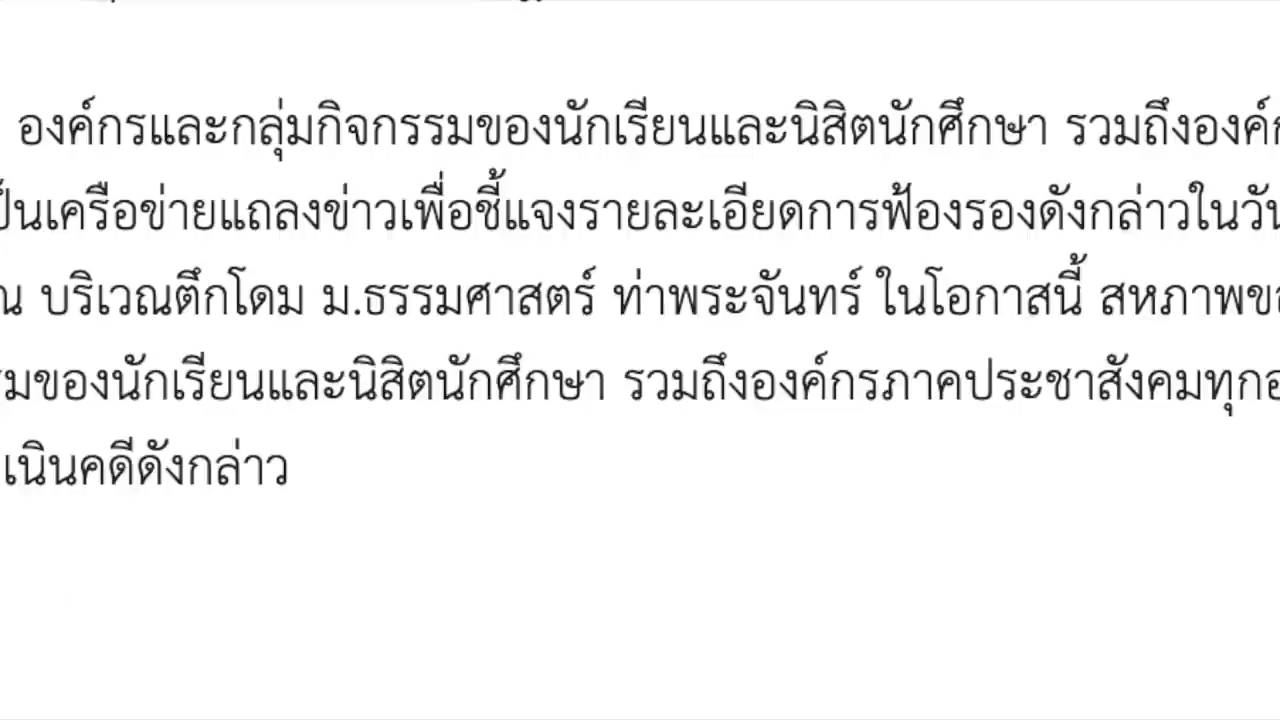 องค์กรและกลุ่มกิจกรรมของนักเรียนและนิสิตนักศึกษา รวมถึงองค์ก
ป็นเครือข่ายแถลงข่าวเพื่อชี้แจงรายละเอียดการฟ้องร้องดังกล่าวในวัน
ณ บริเวณตึกโดม ม.ธรรมศาสตร์ ท่าพระจันทร์ ในโอกาสนี้ สหภาพขอ
รมของนักเรียนและนิสิตนักศึกษา รวมถึงองค์กรภาคประชาสังคมทุกอ
เนินคดีดังกล่าว